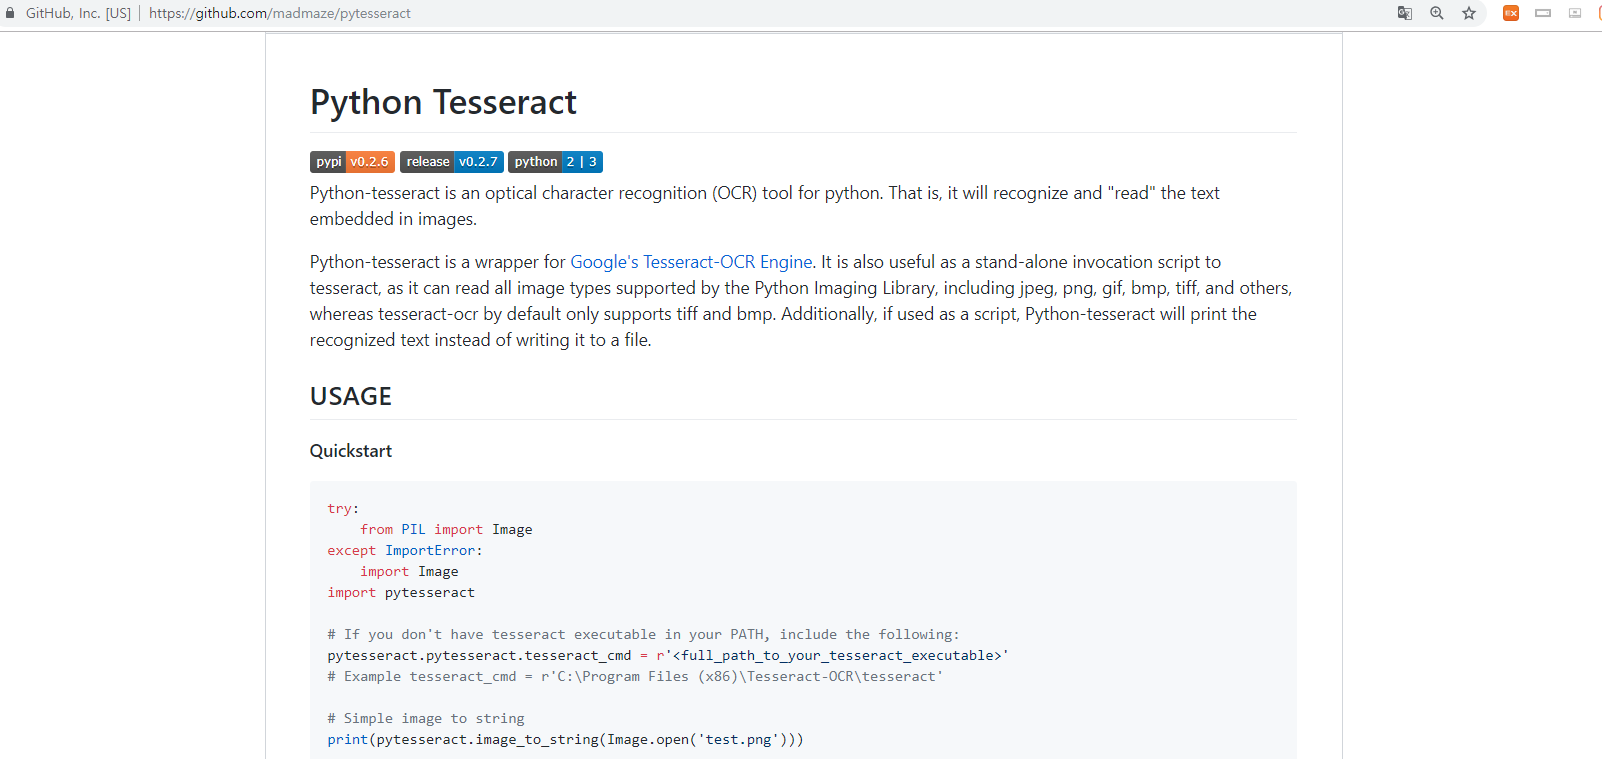 GitHub, Inc. [US] | https://github.com/madmaze/pytesseract
Python Tesseract
pypi v0.2.6 release v0.2.7 python 2 | 3
Python-tesseract is an optical character recognition (OCR) tool for python. That is, it will recognize and "read" the text
embedded in images.
Python-tesseract is a wrapper for Google's Tesseract-OCR Engine. It is also useful as a stand-alone invocation script to
tesseract, as it can read all image types supported by the Python Imaging Library, including jpeg, png, gif, bmp, tiff, and others,
whereas tesseract-ocr by default only supports tiff and bmp. Additionally, if used as a script, Python-tesseract will print the
recognized text instead of writing it to a file.
USAGE
Quickstart
try:
    from PIL import Image
except ImportError:
    import Image
import pytesseract
# If you don't have tesseract executable in your PATH, include the following:
pytesseract.pytesseract.tesseract_cmd = r'<full_path_to_your_tesseract_executable>'
# Example tesseract_cmd = r'C:\Program Files (x86)\Tesseract-OCR\tesseract'
# Simple image to string
print(pytesseract.image_to_string(Image.open('test.png')))